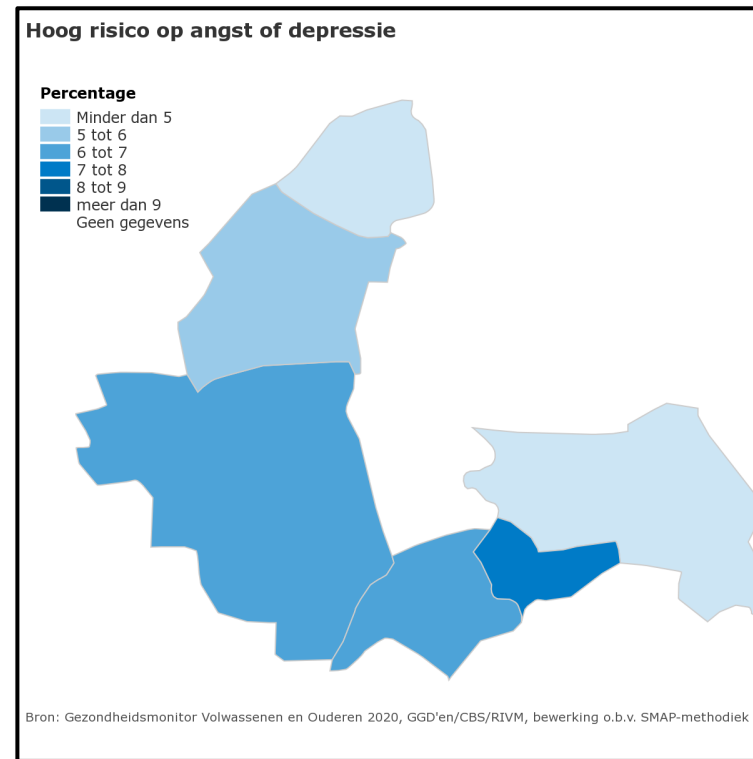 Hoog risico op angst of depressie
Percentage
Minder dan 5
5 tot 6
6 tot 7
7 tot 8
8 tot 9
meer dan 9
Geen gegevens
Bron: Gezondheidsmonitor Volwassenen en Ouderen 2020, GGD'en/CBS/RIVM, bewerking o.b.v. SMAP-methodiek